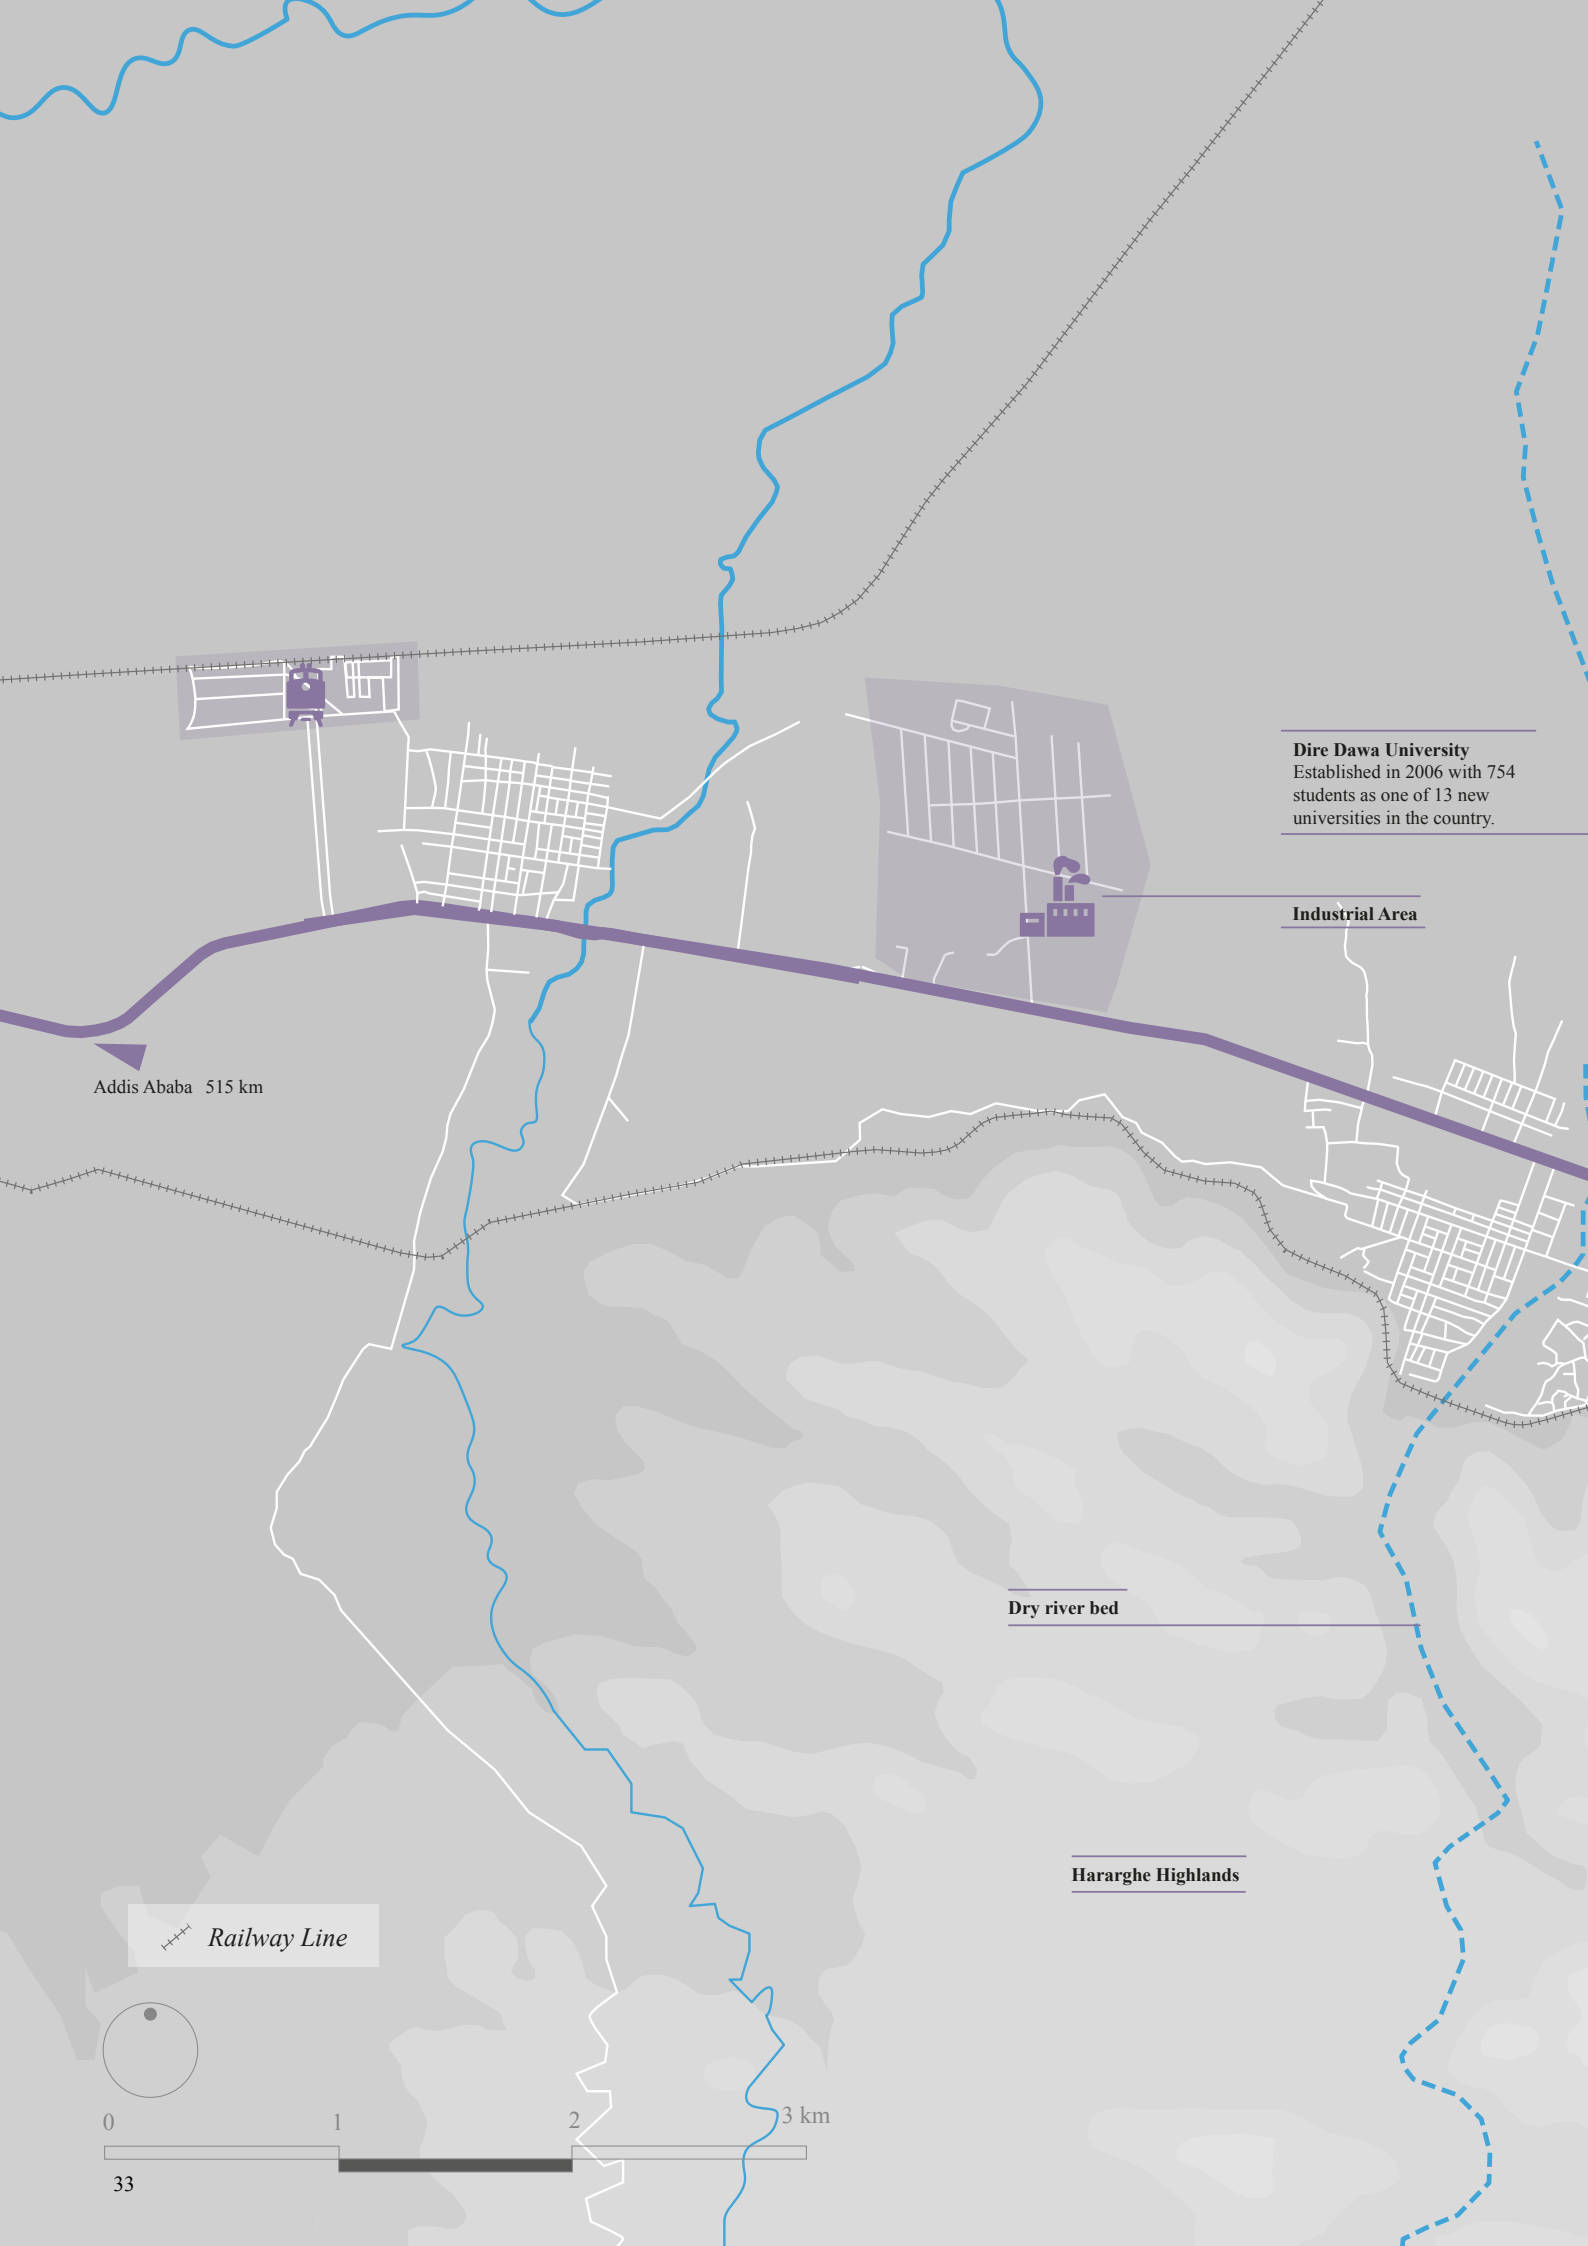 Dire Dawa University
Established in 2006 with 754
students as one of 13 new
universities in the country.
Industrial Area
Addis Ababa 515 km
Dry river bed
Hararghe Highlands
Railway Line
0 1 2 3 km
33